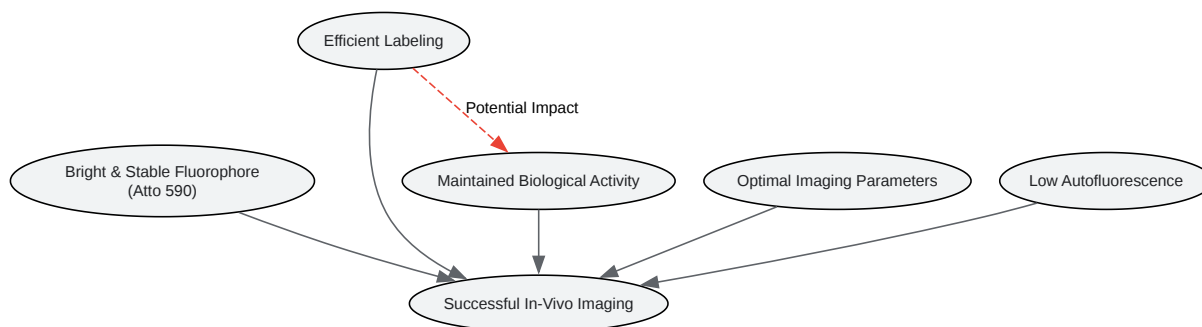 Efficient Labeling
Potential Impact
Bright & Stable Fluorophore
(Atto 590)
Maintained Biological Activity
Optimal Imaging Parameters
Low Autofluorescence
Successful In-Vivo Imaging